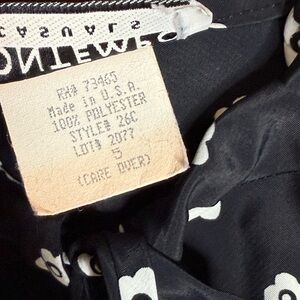 CASUALS
RN# 73465
Made in U.S.A.
100% POLYESTER
STYLE# 26C
LOT# 2077
5
(CARE OVER)